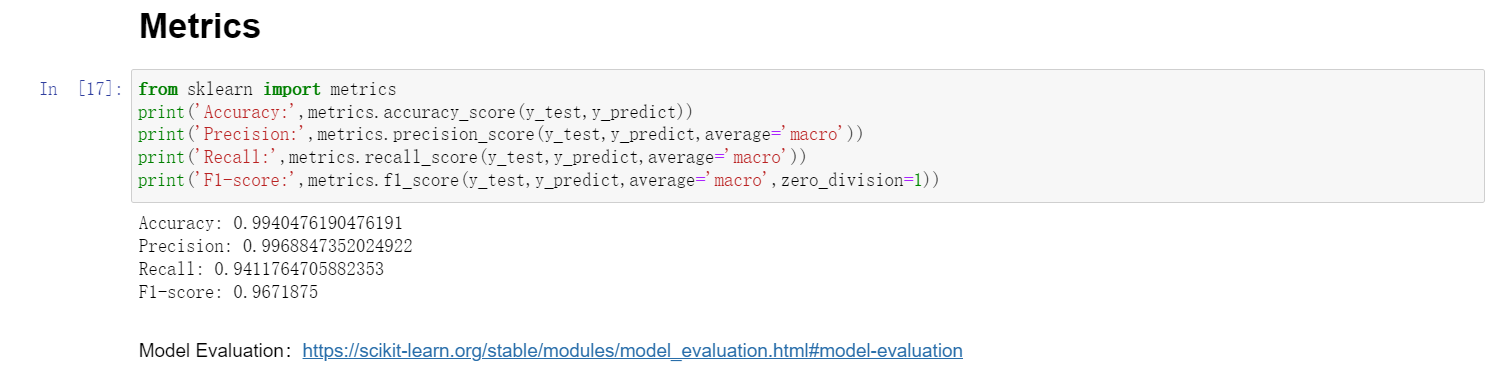 Metrics
In [17]: from sklearn import metrics
print('Accuracy:',metrics.accuracy_score(y_test,y_predict))
print('Precision:',metrics.precision_score(y_test,y_predict,average='macro'))
print('Recall:',metrics.recall_score(y_test,y_predict,average='macro'))
print('F1-score:',metrics.f1_score(y_test,y_predict,average='macro',zero_division=1))
Accuracy: 0.9940476190476191
Precision: 0.9968847352024922
Recall: 0.9411764705882353
F1-score: 0.9671875
Model Evaluation：https://scikit-learn.org/stable/modules/model_evaluation.html#model-evaluation